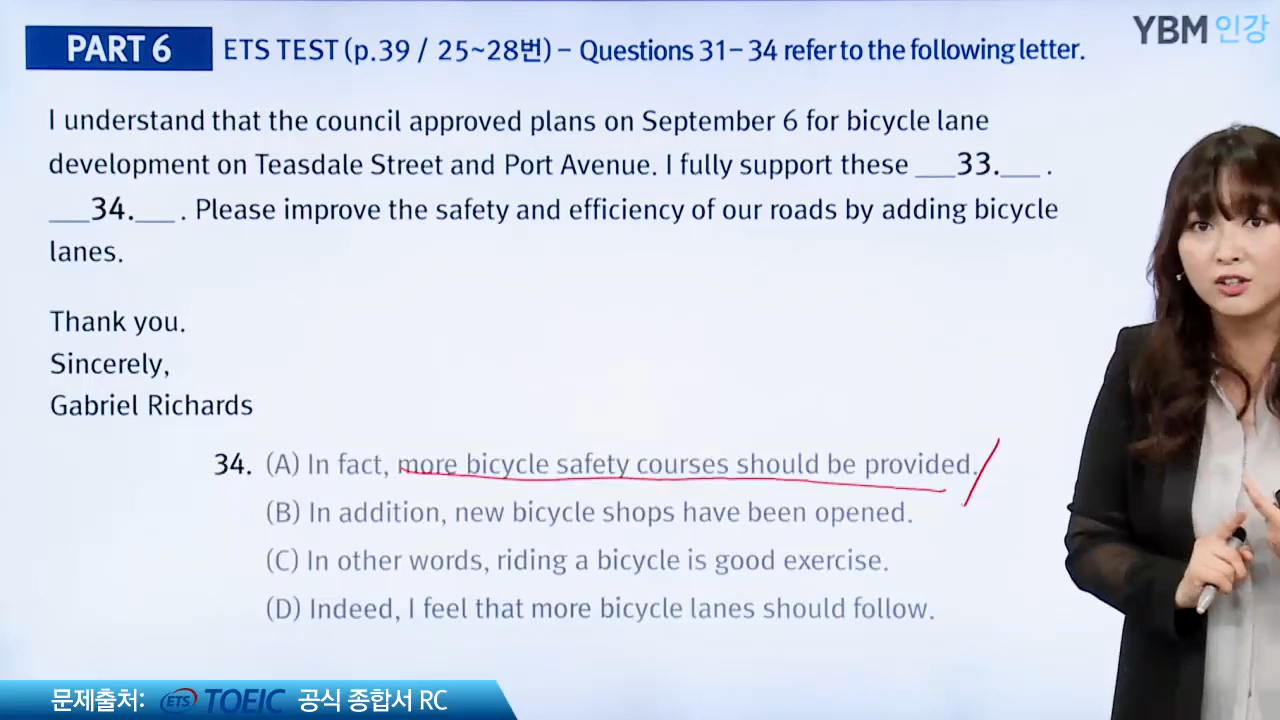 PART 6
ETS TEST (p.39 / 25~28번) – Questions 31–34 refer to the following letter.
YBM 인강
I understand that the council approved plans on September 6 for bicycle lane
development on Teasdale Street and Port Avenue. I fully support these ___33.___ .
___34.___ . Please improve the safety and efficiency of our roads by adding bicycle
lanes.
Thank you.
Sincerely,
Gabriel Richards
34. (A) In fact, more bicycle safety courses should be provided.
(B) In addition, new bicycle shops have been opened.
(C) In other words, riding a bicycle is good exercise.
(D) Indeed, I feel that more bicycle lanes should follow.
문제출처: ETS TOEIC 공식 종합서 RC